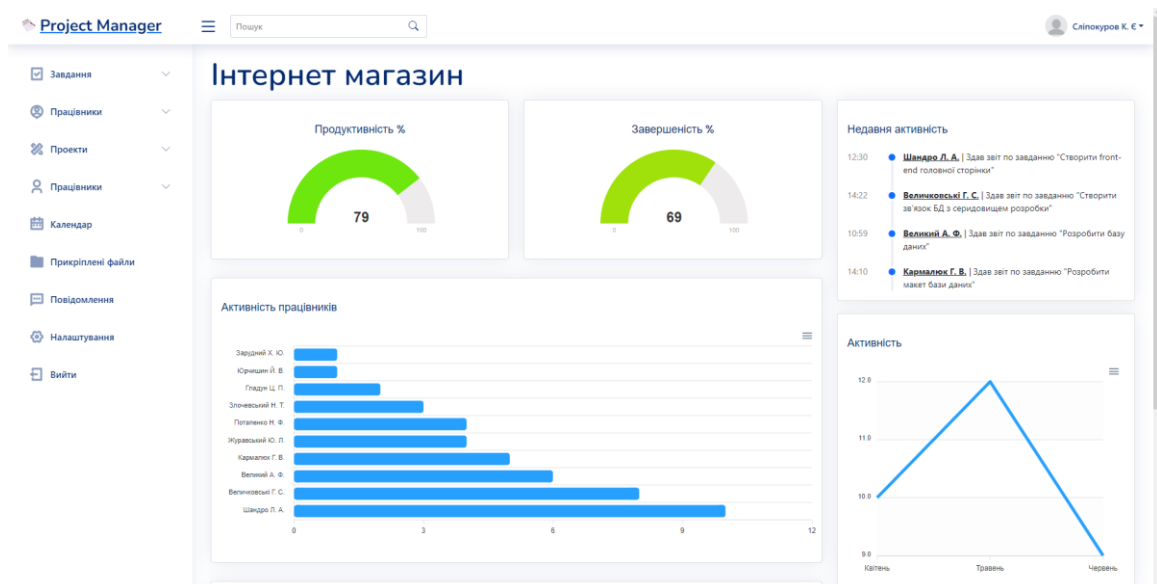 Project Manager
Пошук
Сліпокуров К. Є
Завдання
Працівники
Проекти
Працівники
Календар
Прикріплені файли
Повідомлення
Налаштування
Вийти
Інтернет магазин
Продуктивність %
79
0
100
Завершеність %
69
0
100
Недавня активність
12:30
Шандро Л. А. | Здав звіт по завданню "Створити front-
end головної сторінки"
14:22
Величковські Г. С. | Здав звіт по завданню "Створити
зв'язок БД з серидовищем розробки"
10:59
Великий А. Ф. | Здав звіт по завданню "Розробити базу
даних"
14:10
Кармалюк Г. В. | Здав звіт по завданню "Розробити
макет бази даних"
Активність працівників
Зарудний Х. Ю.
Юрчишин Й. В.
Гладун Ц. П.
Злочевський Н. Т.
Потапенко Н. Ф.
Журавський Ю. Л.
Кармалюк Г. В.
Великий А. Ф.
Величковські Г. С.
Шандро Л. А.
0 3 6 9 12
Активність
12.0
11.0
10.0
9.0
Квітень Травень Червень